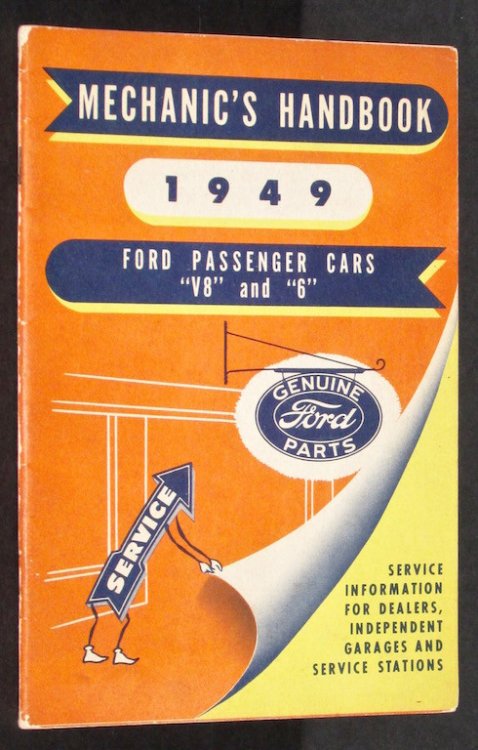 MECHANIC'S HANDBOOK
1949
FORD PASSENGER CARS
"V8" and "6"
GENUINE
Ford
PARTS
SERVICE
SERVICE
INFORMATION
FOR DEALERS,
INDEPENDENT
GARAGES AND
SERVICE STATIONS